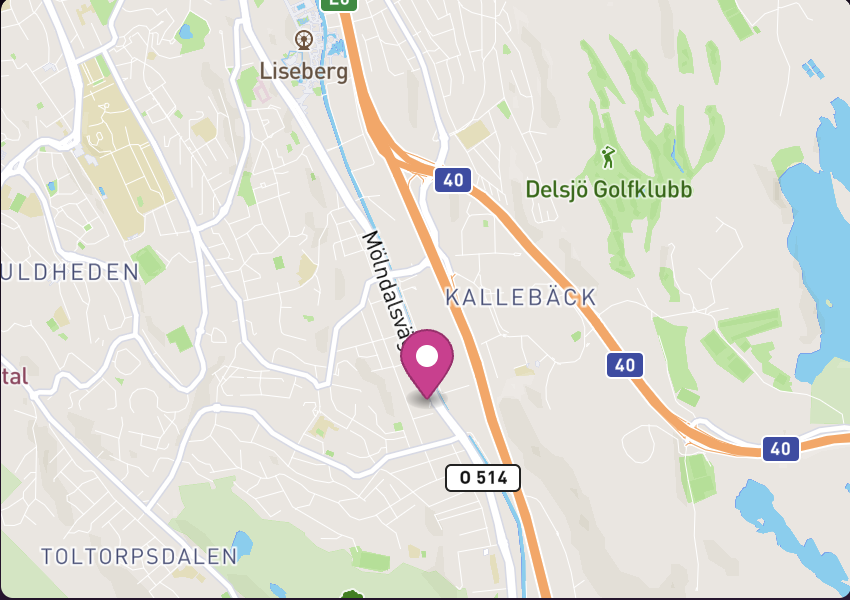 E6
Liseberg
40
Delsjö Golfklubb
Mölndalsväg
ULDHEDEN
KALLEBÄCK
40
tal
40
O 514
TOLTORPSDALEN